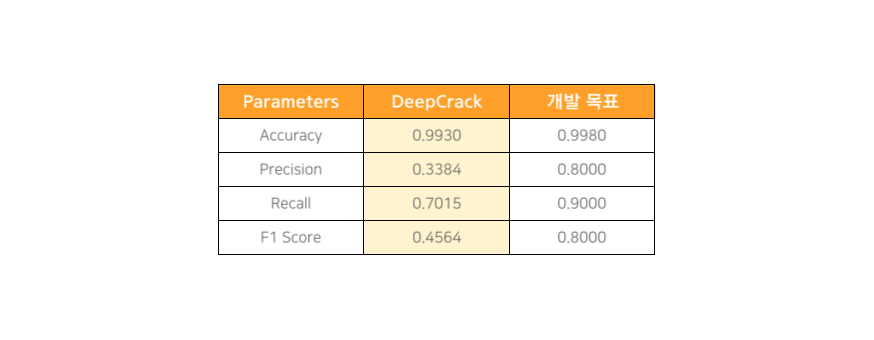 Parameters DeepCrack 개발 목표
Accuracy 0.9930 0.9980
Precision 0.3384 0.8000
Recall 0.7015 0.9000
F1 Score 0.4564 0.8000